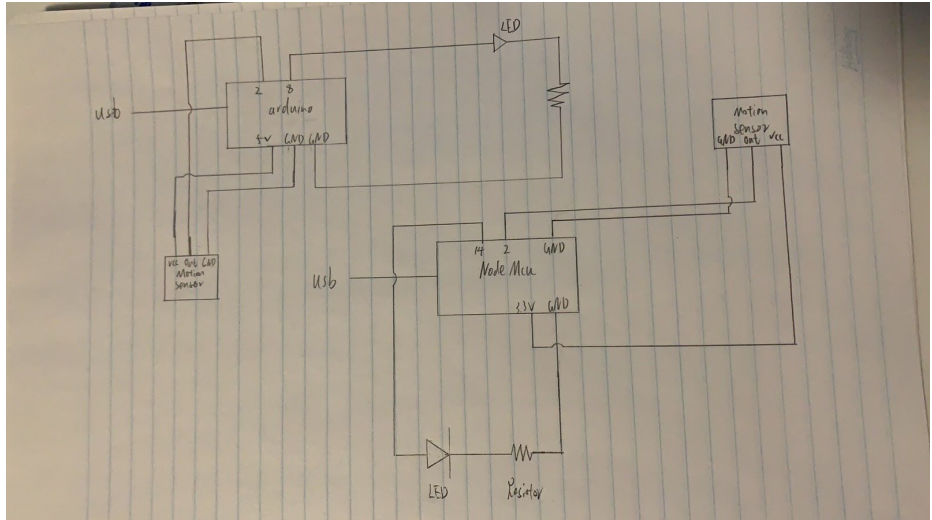 LED
2 8
arduino
5V GND GND
usb
Motion
Sensor
GND Out VCC
VCC Out GND
Motion
Sensor
14 2 GND
Node Mcu
usb
3.3V GND
LED
Resistor